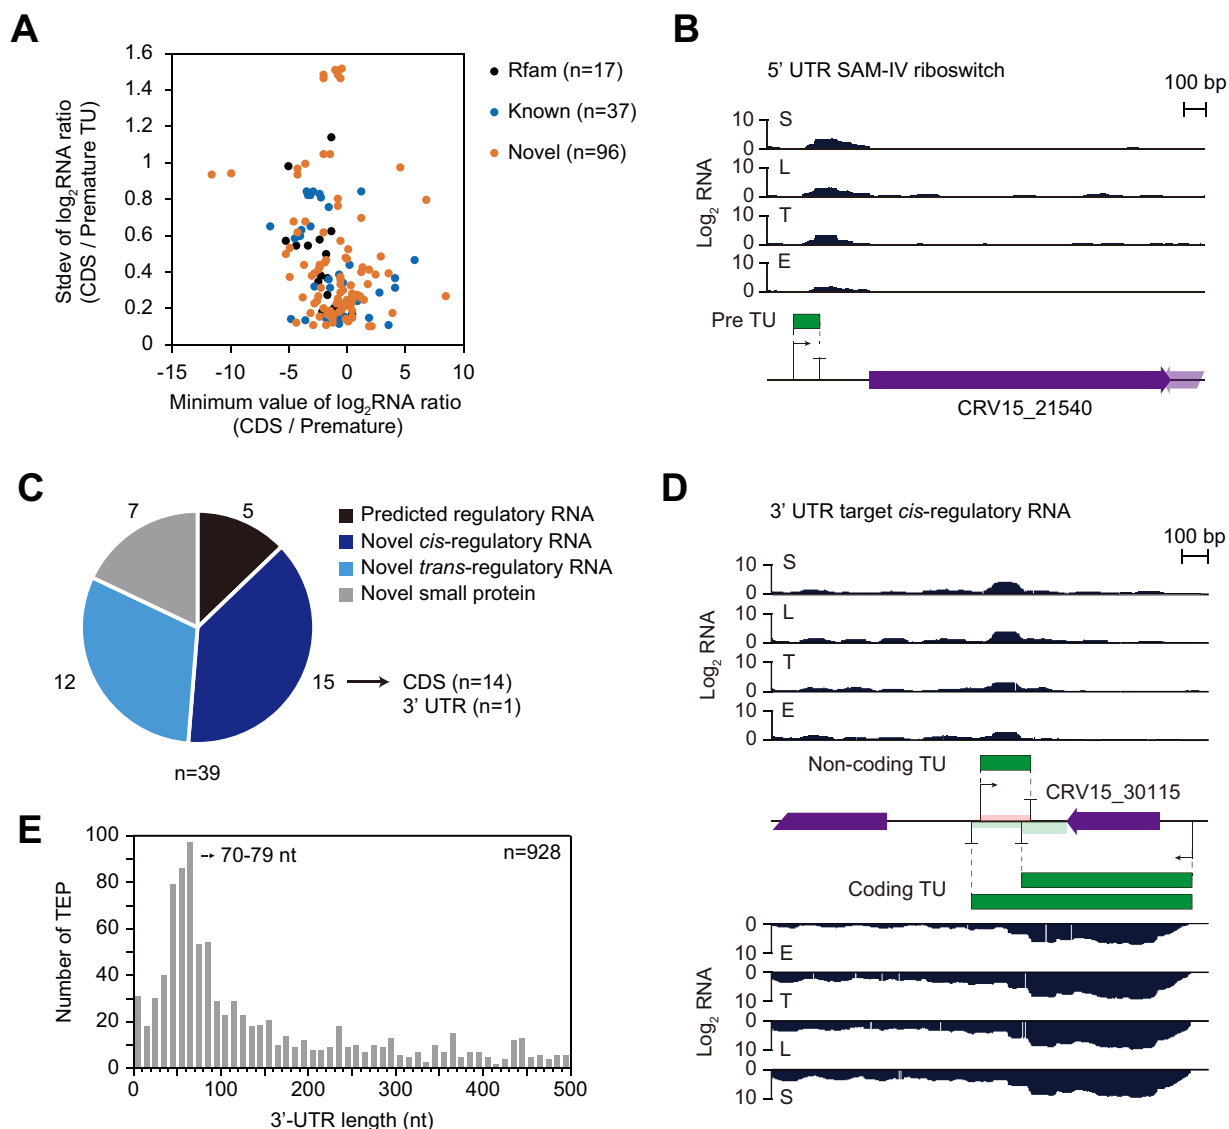 A
1.6
1.4
1.2
1
0.8
0.6
0.4
0.2
0
-15
-10
-5
0
5
10
Stdev of log2RNA ratio
(CDS / Premature TU)
Minimum value of log2RNA ratio
(CDS / Premature)
Rfam (n=17)
Known (n=37)
Novel (n=96)
B
5' UTR SAM-IV riboswitch
100 bp
Log2 RNA
10
0
S
10
0
L
10
0
T
10
0
E
Pre TU
CRV15_21540
C
7
5
12
15
CDS (n=14)
3' UTR (n=1)
n=39
Predicted regulatory RNA
Novel cis-regulatory RNA
Novel trans-regulatory RNA
Novel small protein
D
3' UTR target cis-regulatory RNA
100 bp
Log2 RNA
10
0
S
10
0
L
10
0
T
10
0
E
Non-coding TU
CRV15_30115
Coding TU
Log2 RNA
0
10
E
0
10
T
0
10
L
0
10
S
E
100
80
60
40
20
0
Number of TEP
70-79 nt
n=928
0
100
200
300
400
500
3'-UTR length (nt)